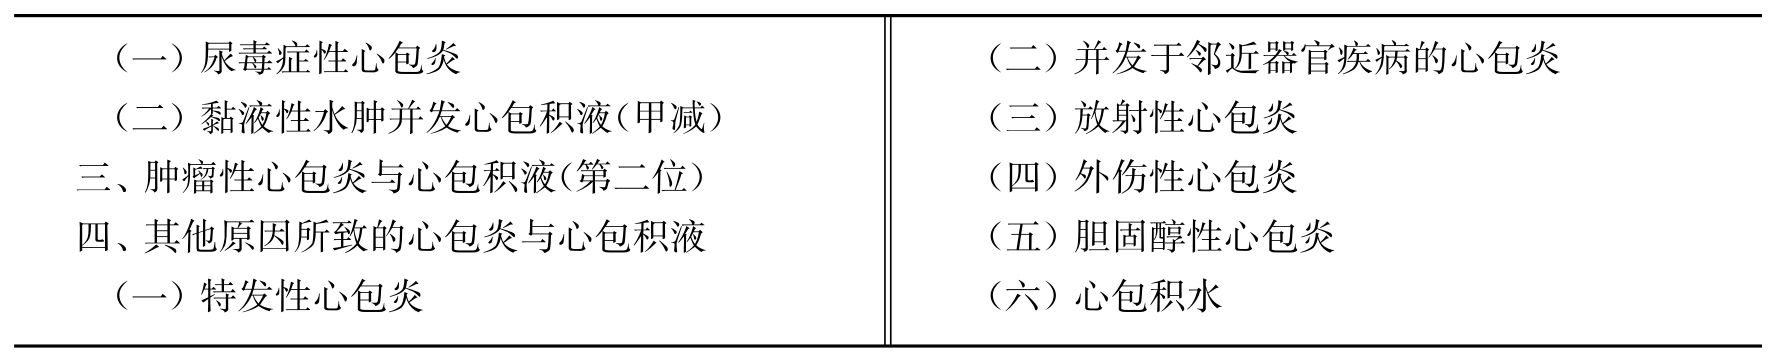 （一）尿毒症性心包炎
（二）黏液性水肿并发心包积液（甲减）
三、肿瘤性心包炎与心包积液（第二位）
四、其他原因所致的心包炎与心包积液
（一）特发性心包炎
（二）并发于邻近器官疾病的心包炎
（三）放射性心包炎
（四）外伤性心包炎
（五）胆固醇性心包炎
（六）心包积水